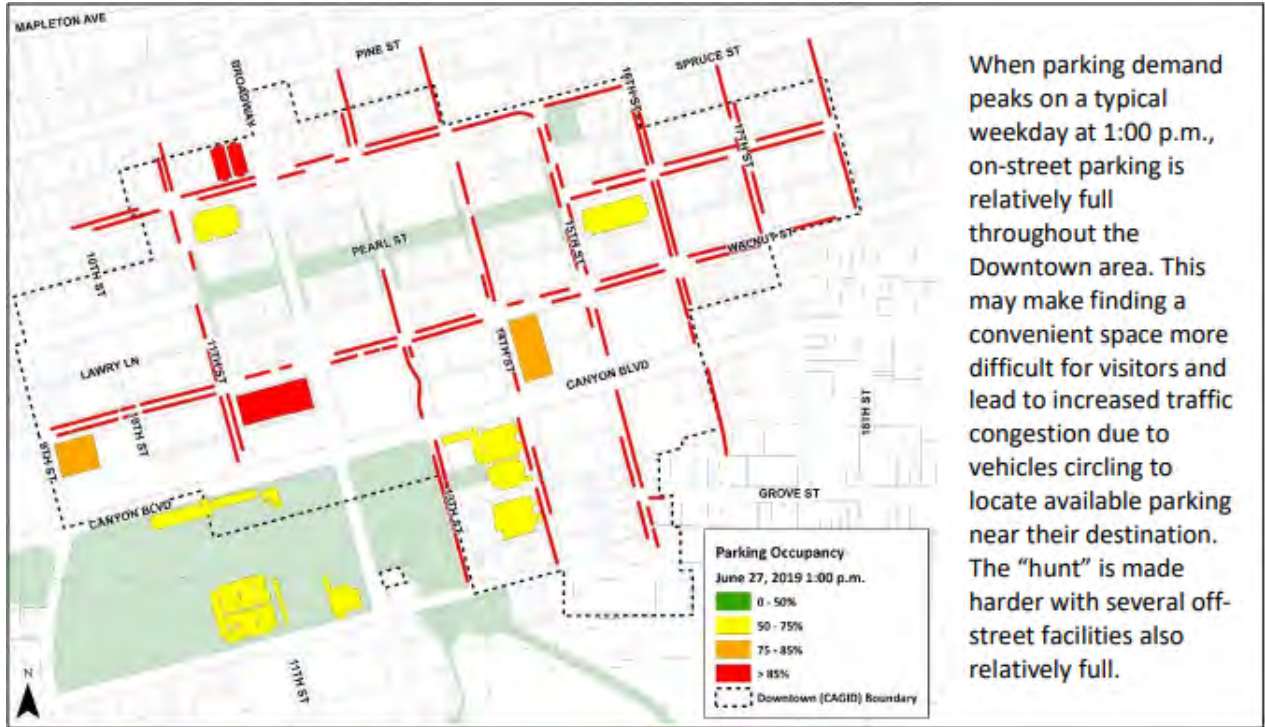 MAPLETON AVE
BROADWAY
PINE ST
SPRUCE ST
16TH ST
17TH ST
10TH ST
PEARL ST
15TH ST
WALNUT ST
LAWRY LN
11TH ST
14TH ST
CANYON BLVD
9TH ST
10TH ST
18TH ST
CANYON BLVD
13TH ST
GROVE ST
11TH ST
N
Parking Occupancy
June 27, 2019 1:00 p.m.
0 - 50%
50 - 75%
75 - 85%
> 85%
Downtown (CAGID) Boundary
When parking demand
peaks on a typical
weekday at 1:00 p.m.,
on-street parking is
relatively full
throughout the
Downtown area. This
may make finding a
convenient space more
difficult for visitors and
lead to increased traffic
congestion due to
vehicles circling to
locate available parking
near their destination.
The “hunt” is made
harder with several off-
street facilities also
relatively full.